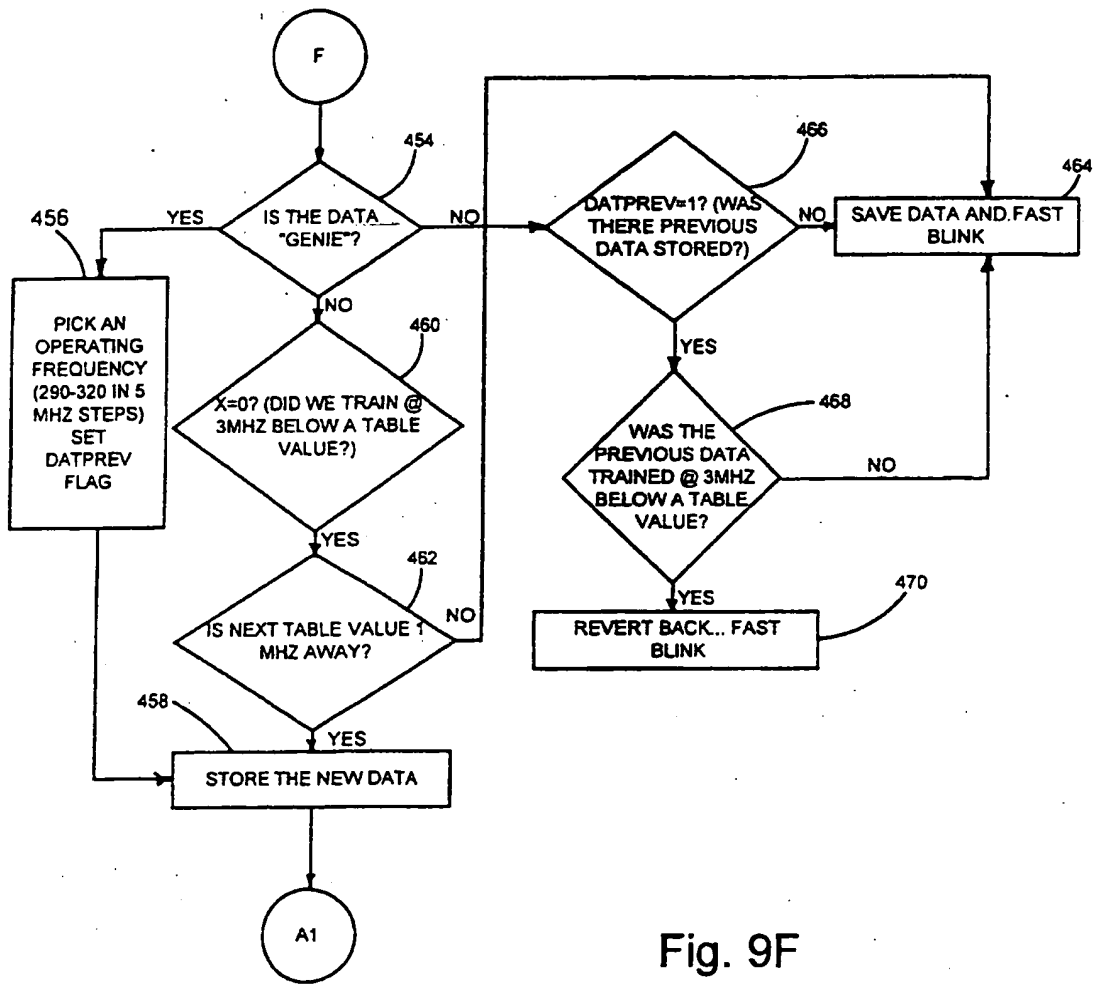 F
454
IS THE DATA
"GENIE"?
YES
NO
NO
456
PICK AN
OPERATING
FREQUENCY
(290-320 IN 5
MHZ STEPS)
SET
DATPREV
FLAG
460
X=0? (DID WE TRAIN @
3MHZ BELOW A TABLE
VALUE?)
YES
462
IS NEXT TABLE VALUE 1
MHZ AWAY?
NO
YES
458
STORE THE NEW DATA
A1
466
DATPREV=1? (WAS
THERE PREVIOUS
DATA STORED?)
NO
YES
464
SAVE DATA AND FAST
BLINK
468
WAS THE
PREVIOUS DATA
TRAINED @ 3MHZ
BELOW A TABLE
VALUE?
NO
YES
470
REVERT BACK... FAST
BLINK
Fig. 9F